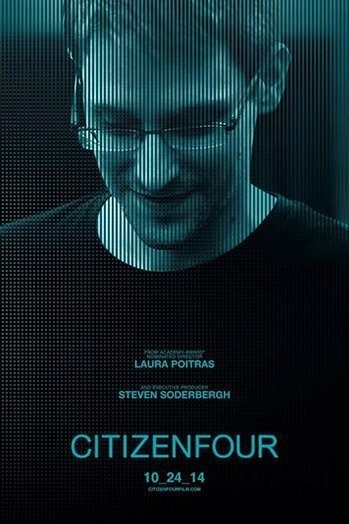 FROM ACADEMY AWARD®
NOMINATED DIRECTOR
LAURA POITRAS
AND EXECUTIVE PRODUCER
STEVEN SODERBERGH
CITIZENFOUR
10_24_14
CITIZENFOURFILM.COM